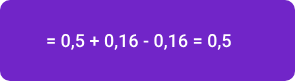 = 0,5 + 0,16 - 0,16 = 0,5